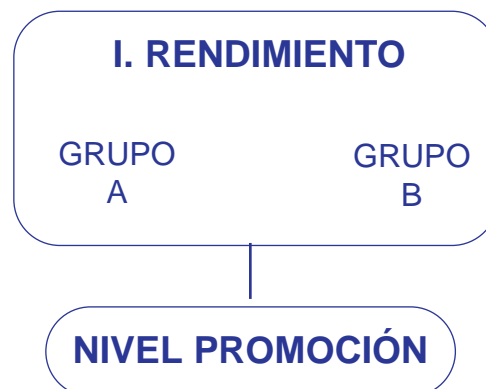 I. RENDIMIENTO
GRUPO GRUPO
A B
NIVEL PROMOCIÓN